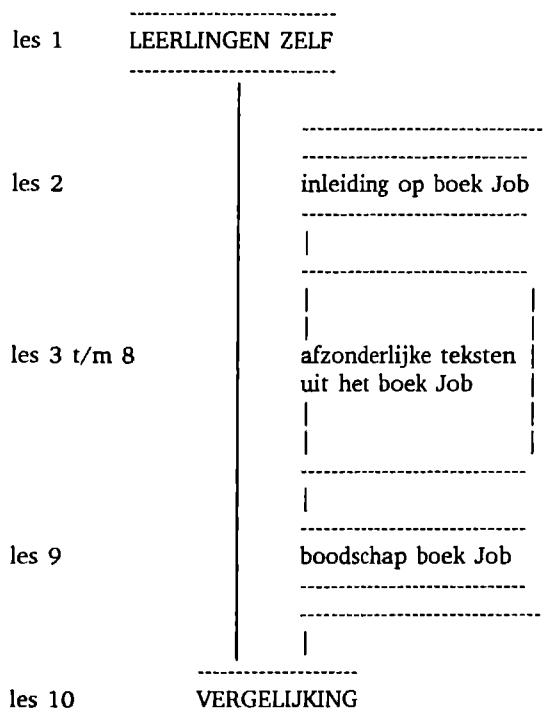 les 1 LEERLINGEN ZELF
les 2 inleiding op boek Job
les 3 t/m 8 afzonderlijke teksten
uit het boek Job
les 9 boodschap boek Job
les 10 VERGELIJKING